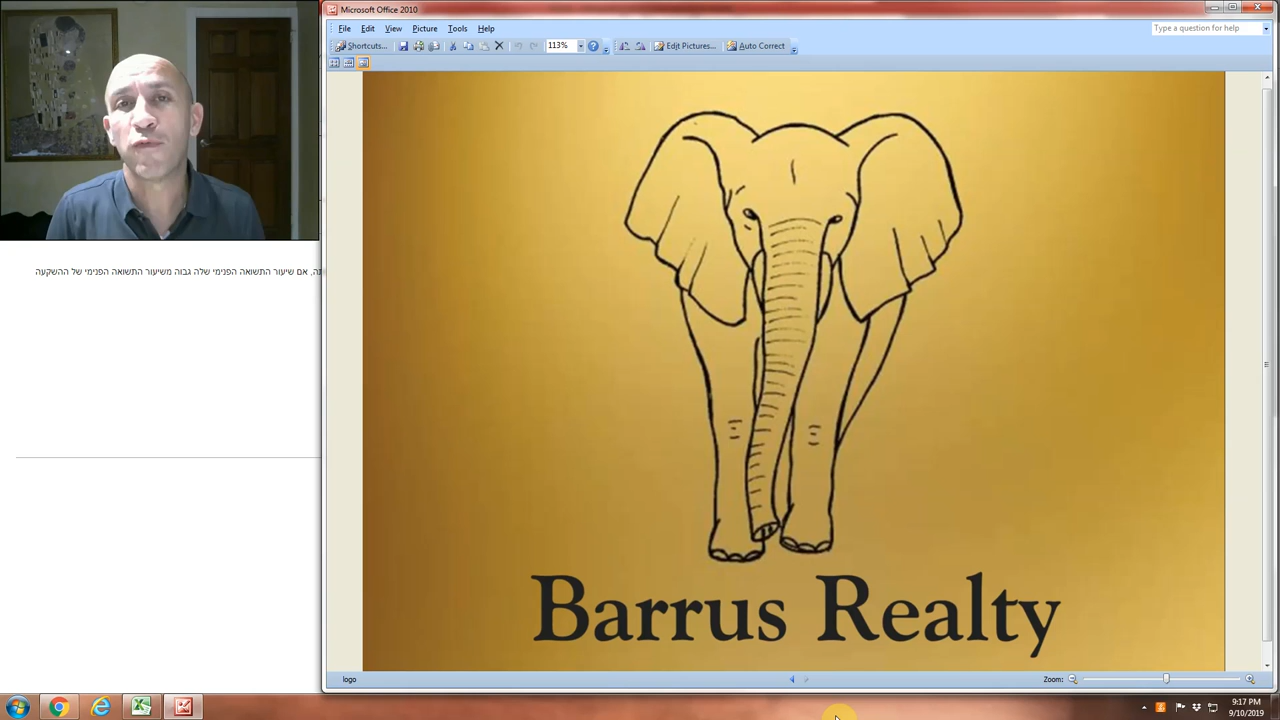 Microsoft Office 2010
File Edit View Picture Tools Help
Type a question for help
Shortcuts... 113% Edit Pictures... Auto Correct
תה, אם שיעור התשואה הפנימי שלה גבוה משיעור התשואה הפנימי של ההשקעה
Barrus Realty
logo
Zoom:
9:17 PM
9/10/2019